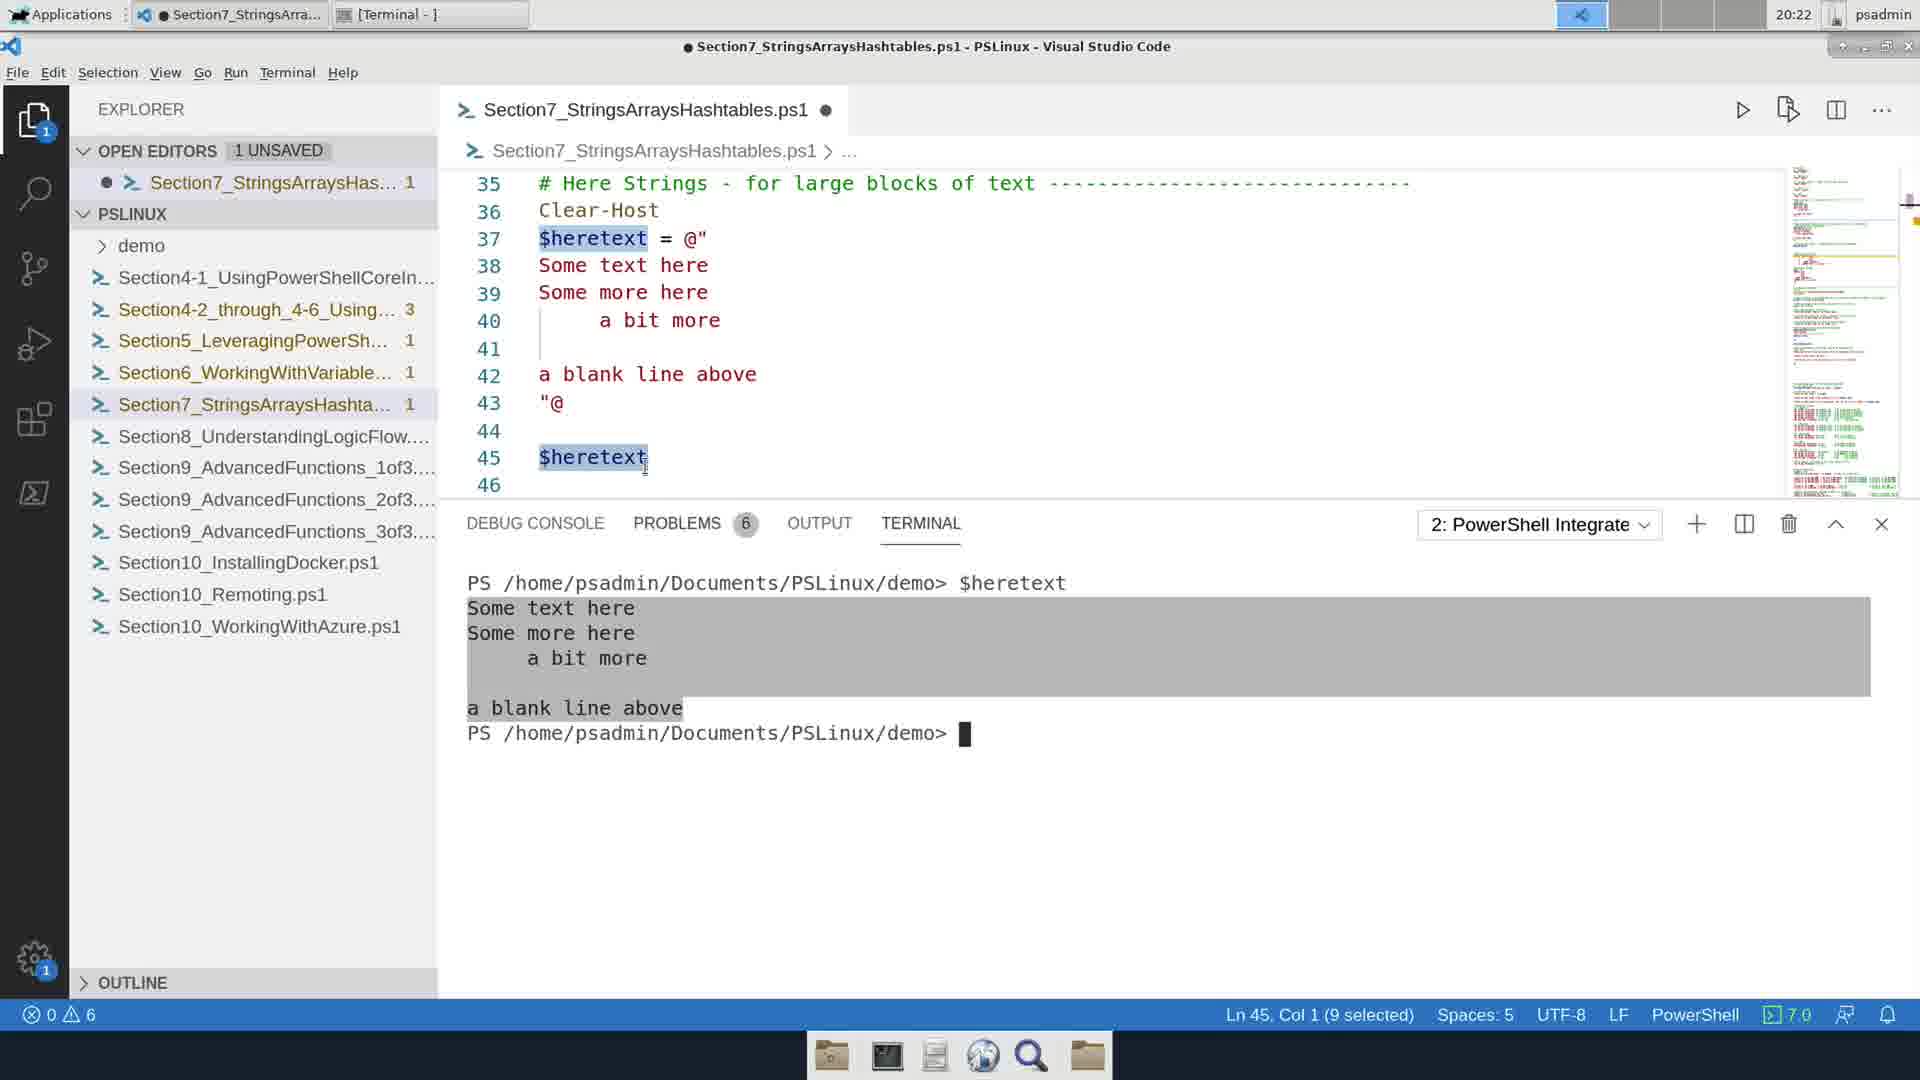 Applications
● Section7_StringsArra...
[Terminal - ]
20:22
psadmin
● Section7_StringsArraysHashtables.ps1 - PSLinux - Visual Studio Code
File Edit Selection View Go Run Terminal Help
EXPLORER
OPEN EDITORS 1 UNSAVED
● Section7_StringsArraysHas... 1
PSLINUX
demo
Section4-1_UsingPowerShellCoreIn...
Section4-2_through_4-6_Using... 3
Section5_LeveragingPowerSh... 1
Section6_WorkingWithVariable... 1
Section7_StringsArraysHashta... 1
Section8_UnderstandingLogicFlow....
Section9_AdvancedFunctions_1of3....
Section9_AdvancedFunctions_2of3....
Section9_AdvancedFunctions_3of3....
Section10_InstallingDocker.ps1
Section10_Remoting.ps1
Section10_WorkingWithAzure.ps1
OUTLINE
1
1
Section7_StringsArraysHashtables.ps1 ●
Section7_StringsArraysHashtables.ps1 > ...
35 # Here Strings - for large blocks of text ------------------------------
36 Clear-Host
37 $heretext = @"
38 Some text here
39 Some more here
40      a bit more
41
42 a blank line above
43 "@
44
45 $heretext
46
DEBUG CONSOLE PROBLEMS 6 OUTPUT TERMINAL
2: PowerShell Integrate
PS /home/psadmin/Documents/PSLinux/demo> $heretext
Some text here
Some more here
     a bit more
a blank line above
PS /home/psadmin/Documents/PSLinux/demo>
0 6
Ln 45, Col 1 (9 selected) Spaces: 5 UTF-8 LF PowerShell 7.0